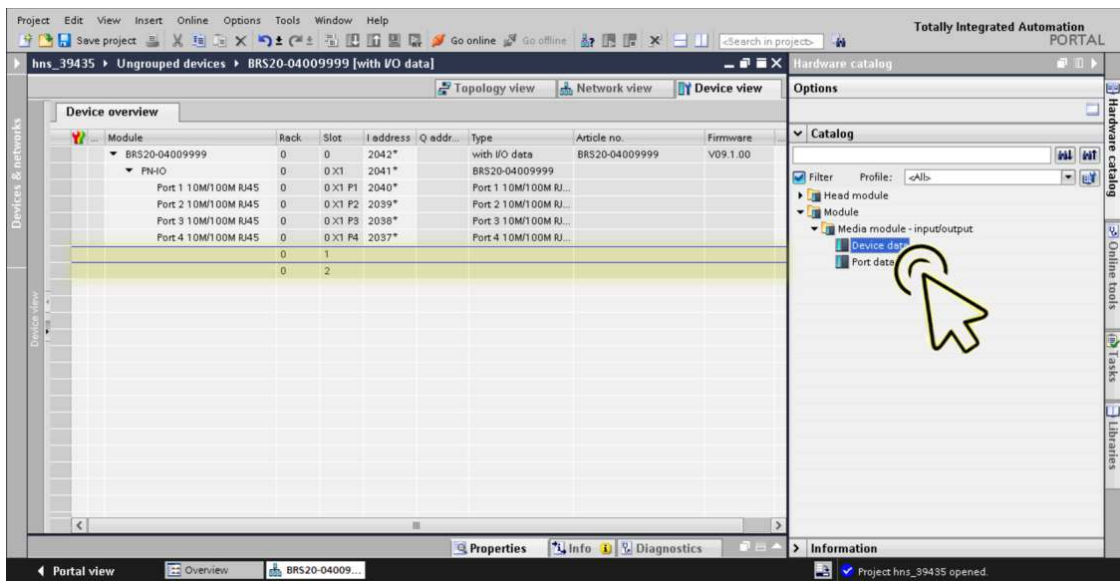 Project Edit View Insert Online Options Tools Window Help
Totally Integrated Automation
PORTAL
Save project Go online Go offline <Search in project>
hns_39435 ▸ Ungrouped devices ▸ BRS20-04009999 [with I/O data]
Hardware catalog
Topology view Network view Device view
Options
Device overview
... Module Rack Slot I address Q addr... Type Article no. Firmware ...
BRS20-04009999 0 0 2042* with I/O data BRS20-04009999 V09.1.00
PN-IO 0 0 X1 2041* BRS20-04009999
Port 1 10M/100M RJ45 0 0 X1 P1 2040* Port 1 10M/100M RJ...
Port 2 10M/100M RJ45 0 0 X1 P2 2039* Port 2 10M/100M RJ...
Port 3 10M/100M RJ45 0 0 X1 P3 2038* Port 3 10M/100M RJ...
Port 4 10M/100M RJ45 0 0 X1 P4 2037* Port 4 10M/100M RJ...
0 1
0 2
Catalog
Filter Profile: <All>
Head module
Module
Media module - input/output
Device data
Port data
Devices & networks
Device view
Hardware catalog
Online tools
Tasks
Libraries
Properties Info Diagnostics
Information
Portal view Overview BRS20-04009...
Project hns_39435 opened.